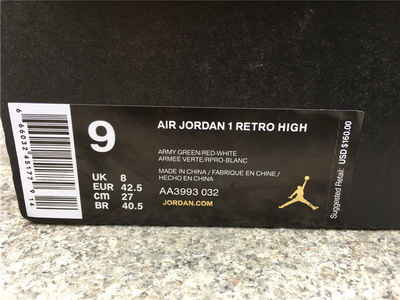 9
AIR JORDAN 1 RETRO HIGH
ARMY GREEN/RED-WHITE
ARMEE VERTE/RPRO-BLANC
MADE IN CHINA / FABRIQUE EN CHINE /
HECHO EN CHINA
UK 8
EUR 42.5
cm 27
BR 40.5
AA3993 032
JORDAN.COM
Suggested Retail:
USD $160.00